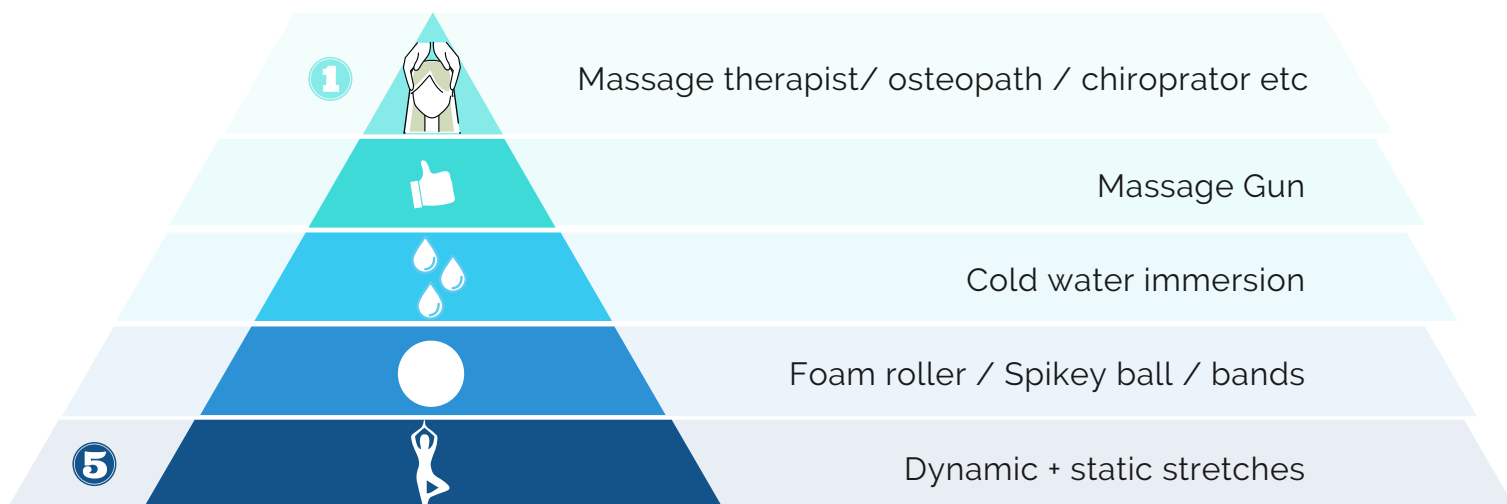 1
Massage therapist/ osteopath / chiroprator etc
Massage Gun
Cold water immersion
Foam roller / Spikey ball / bands
5
Dynamic + static stretches